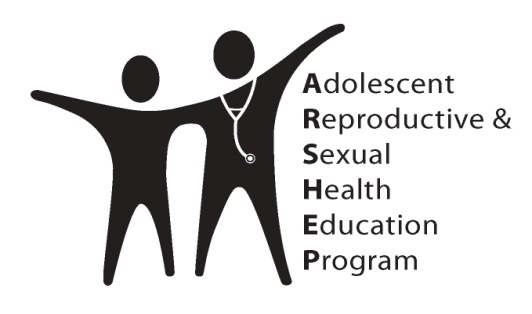 Adolescent
Reproductive &
Sexual
Health
Education
Program